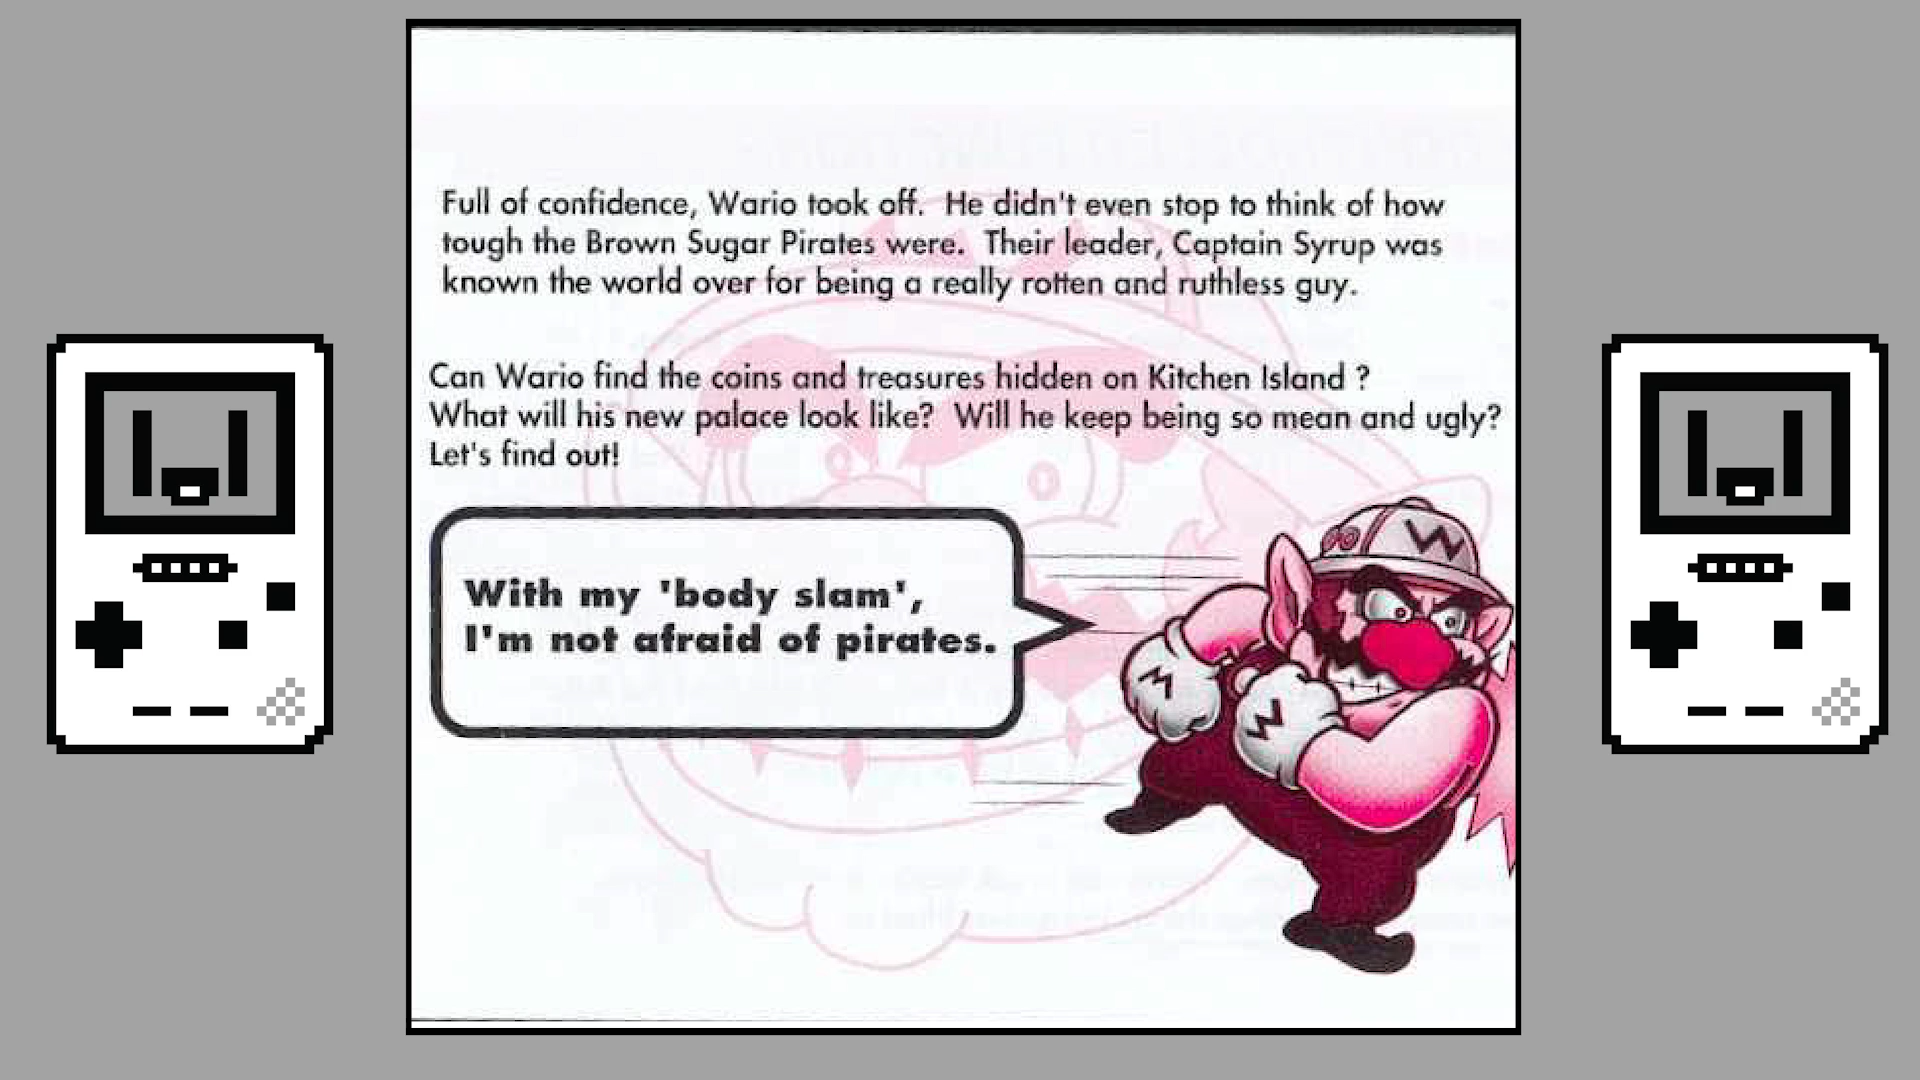 Full of confidence, Wario took off. He didn't even stop to think of how
tough the Brown Sugar Pirates were. Their leader, Captain Syrup was
known the world over for being a really rotten and ruthless guy.
Can Wario find the coins and treasures hidden on Kitchen Island ?
What will his new palace look like? Will he keep being so mean and ugly?
Let's find out!
With my 'body slam',
I'm not afraid of pirates.
W
W
W